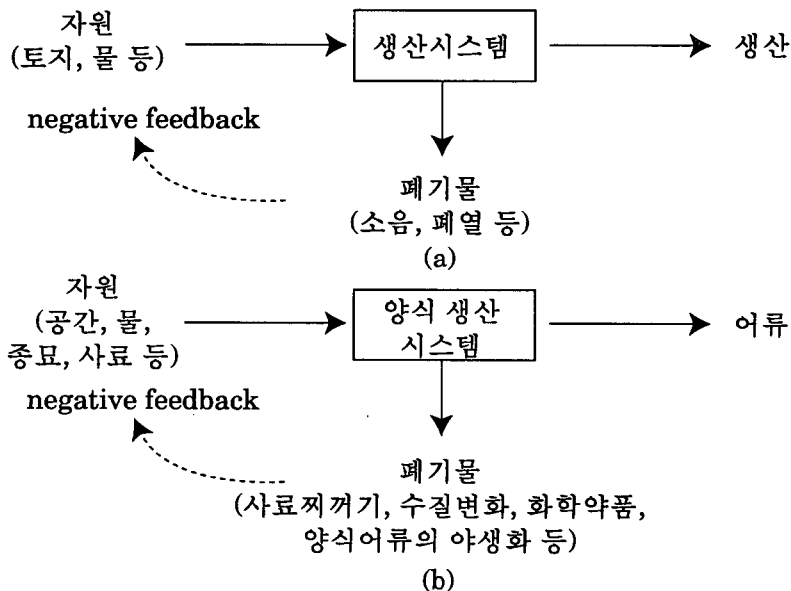 자원
(토지, 물 등)
생산시스템
생산
negative feedback
폐기물
(소음, 폐열 등)
(a)
자원
(공간, 물,
종묘, 사료 등)
양식 생산
시스템
어류
negative feedback
폐기물
(사료찌꺼기, 수질변화, 화학약품,
양식어류의 야생화 등)
(b)